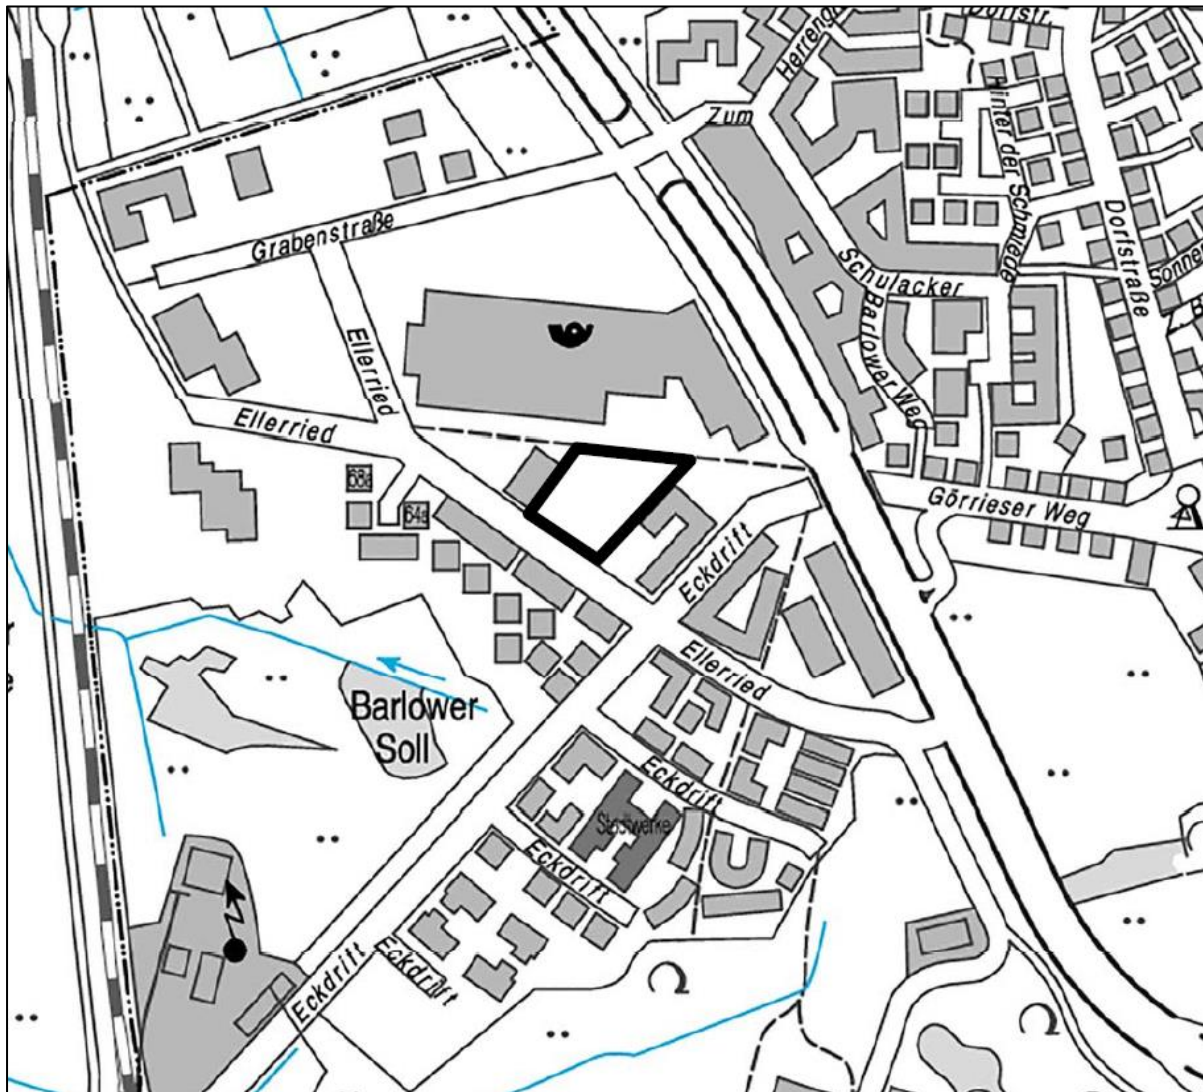 Dorfstr.
Herreng
Zum
Hinter der Schmiede
Grabenstraße
Dorfstraße
Sonnen
Schulacker
Barlower Weg
Ellerried
Ellerried
68a
64a
Görrieser Weg
Eckdrift
Ellerried
Barlower
Soll
Eckdrift
Stadtwerke
Eckdrift
Eckdrift
Eckdrift